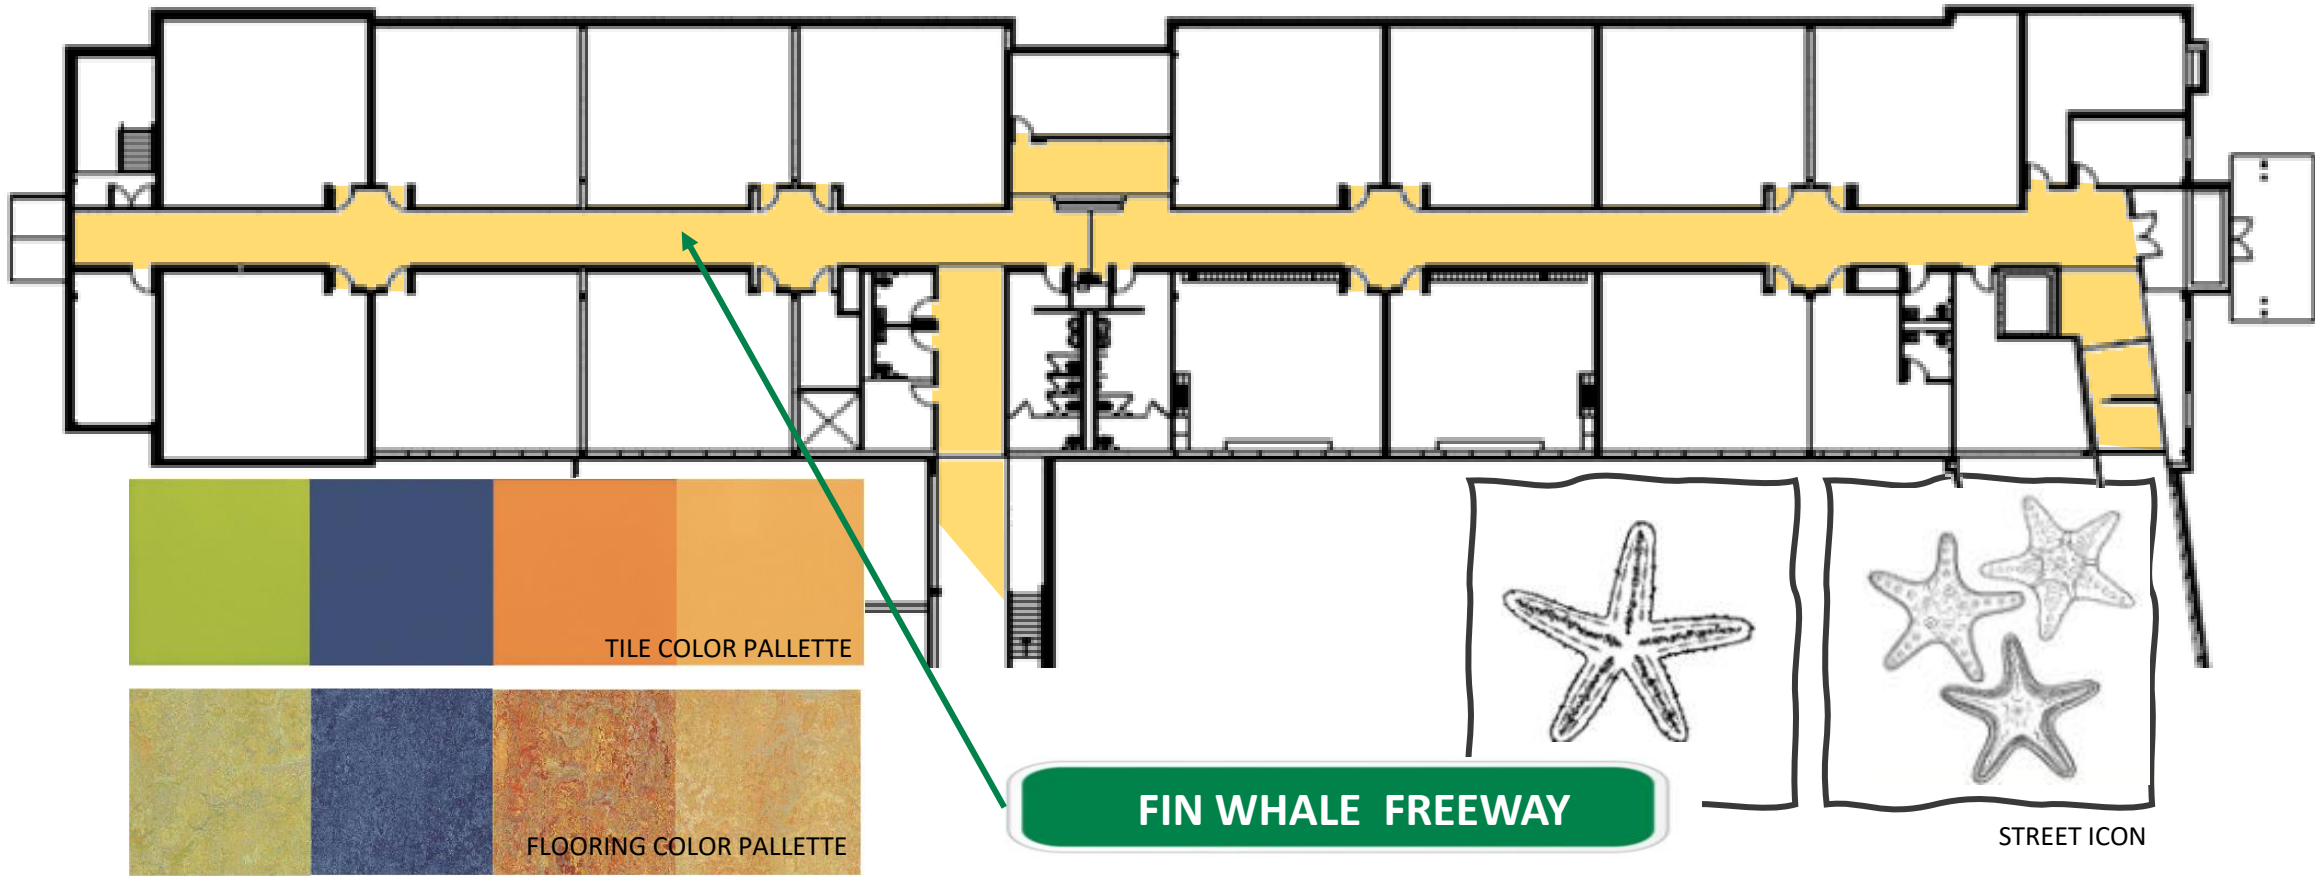 TILE COLOR PALLETTE
FLOORING COLOR PALLETTE
FIN WHALE  FREEWAY
STREET ICON